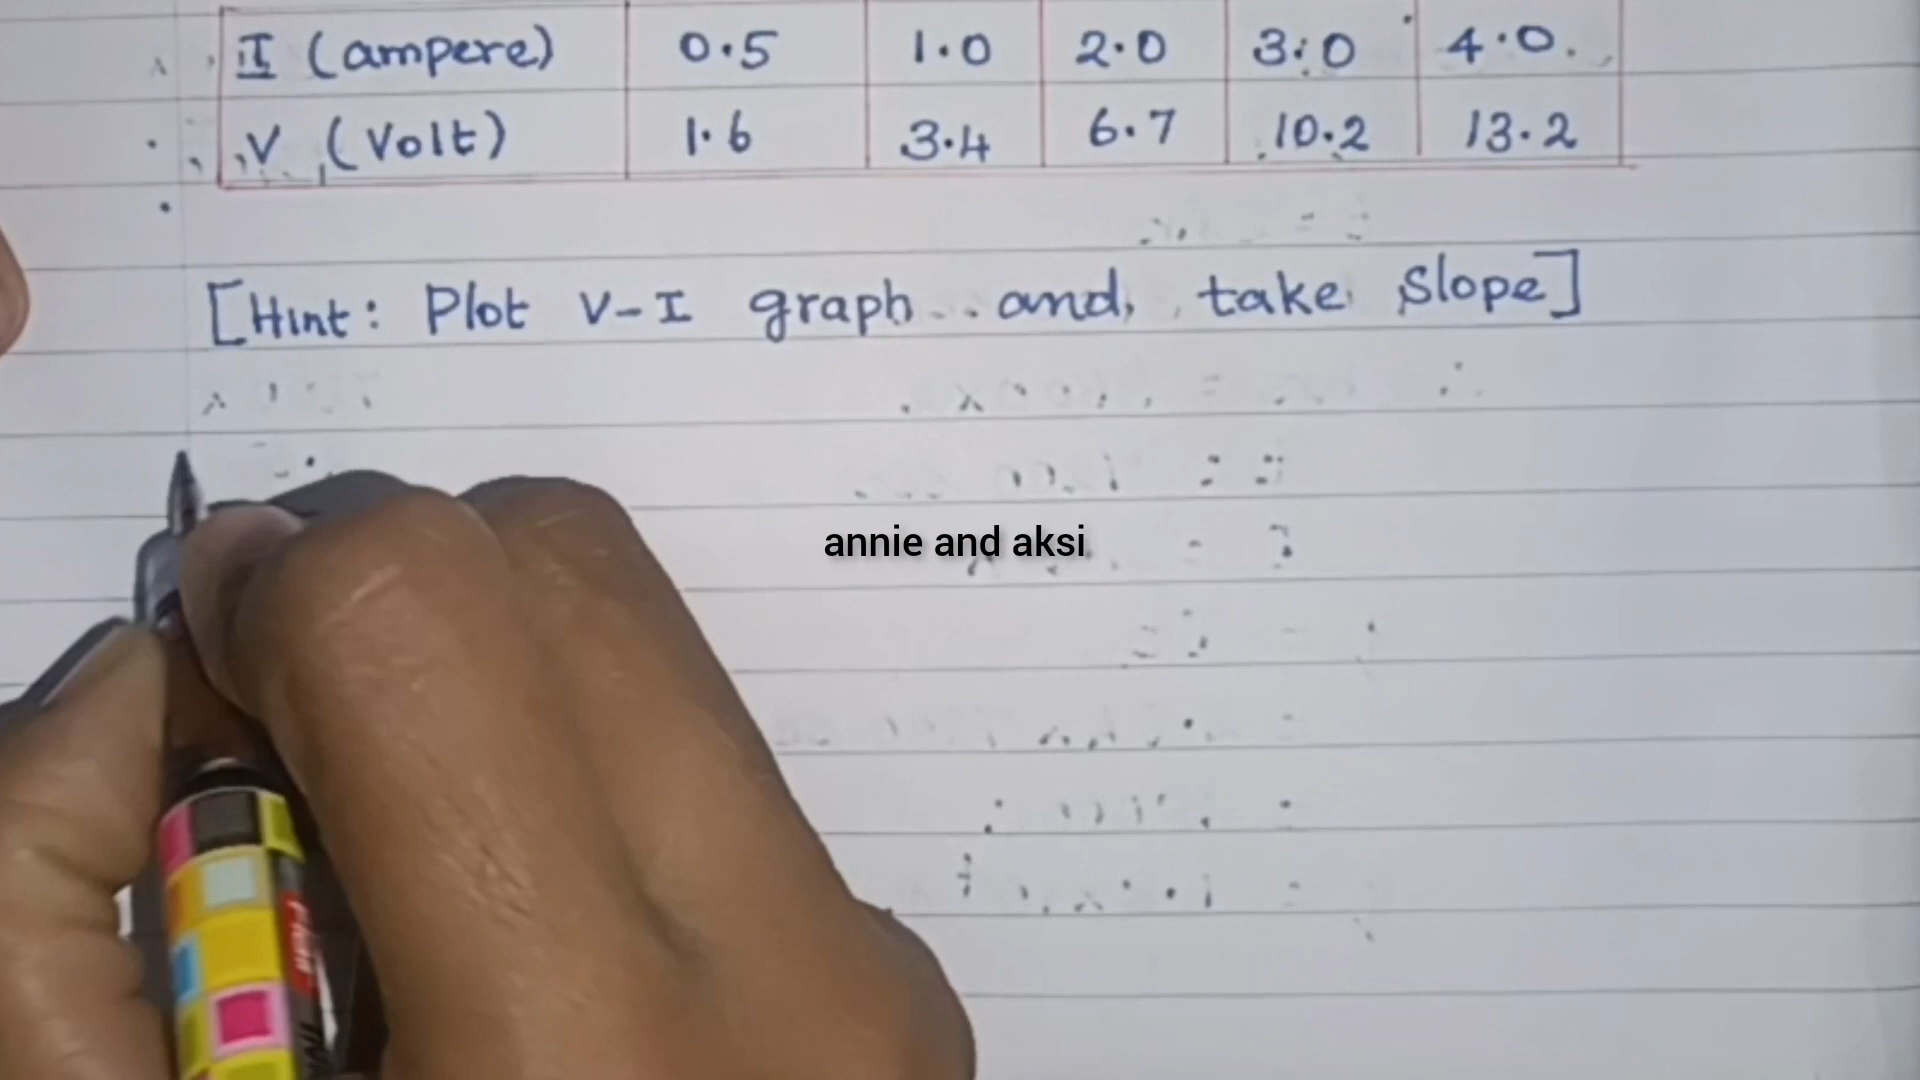 I (ampere) 0.5 1.0 2.0 3.0 4.0
V (Volt) 1.6 3.4 6.7 10.2 13.2
[Hint: Plot V-I graph and take Slope]
annie and aksi